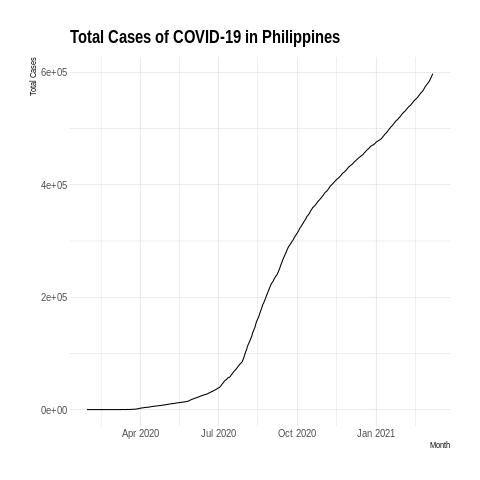 Total Cases of COVID-19 in Philippines
Total Cases
6e+05
4e+05
2e+05
0e+00
Apr 2020 Jul 2020 Oct 2020 Jan 2021
Month